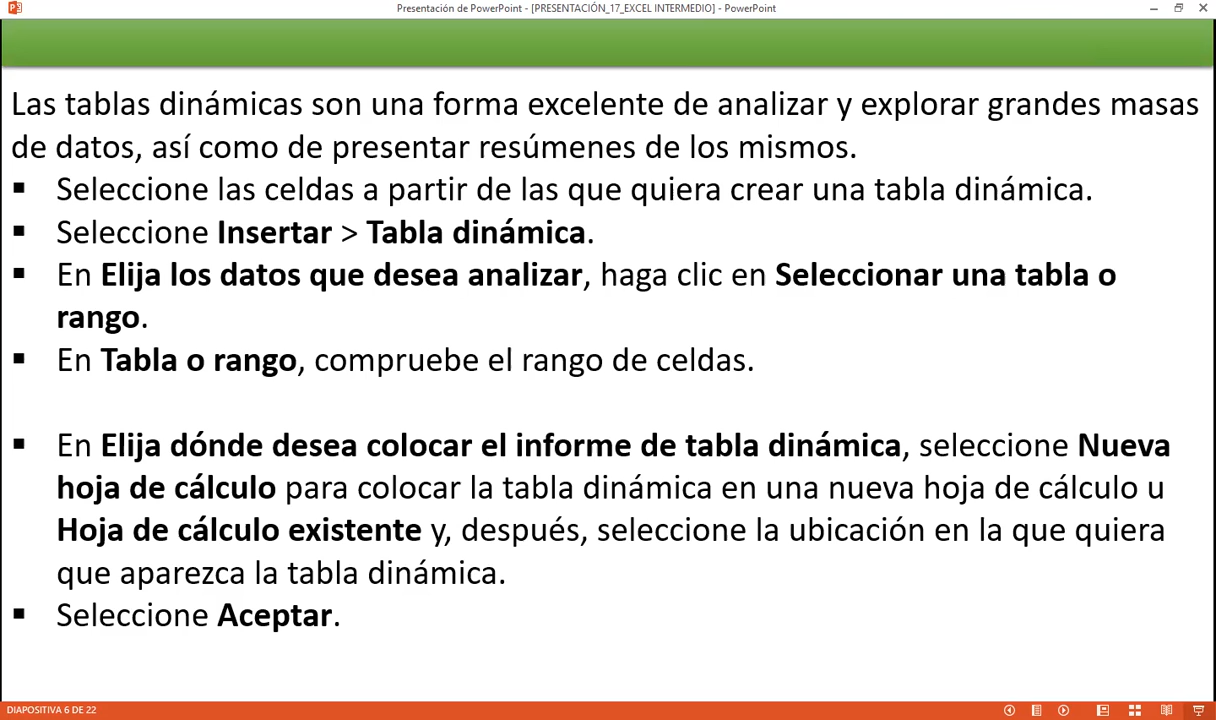 Presentación de PowerPoint - [PRESENTACIÓN_17_EXCEL INTERMEDIO] - PowerPoint
Las tablas dinámicas son una forma excelente de analizar y explorar grandes masas
de datos, así como de presentar resúmenes de los mismos.
▪ Seleccione las celdas a partir de las que quiera crear una tabla dinámica.
▪ Seleccione Insertar > Tabla dinámica.
▪ En Elija los datos que desea analizar, haga clic en Seleccionar una tabla o
rango.
▪ En Tabla o rango, compruebe el rango de celdas.
▪ En Elija dónde desea colocar el informe de tabla dinámica, seleccione Nueva
hoja de cálculo para colocar la tabla dinámica en una nueva hoja de cálculo u
Hoja de cálculo existente y, después, seleccione la ubicación en la que quiera
que aparezca la tabla dinámica.
▪ Seleccione Aceptar.
DIAPOSITIVA 6 DE 22